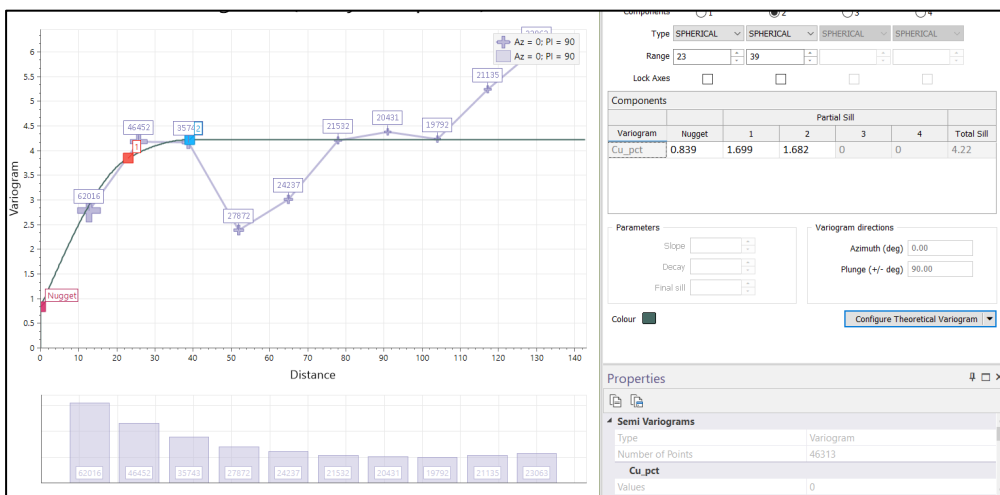 Components 1 2 3 4
Type SPHERICAL SPHERICAL SPHERICAL SPHERICAL
Range 23 39
Lock Axes
Components
Partial Sill
Variogram Nugget 1 2 3 4 Total Sill
Cu_pct 0.839 1.699 1.682 0 0 4.22
Parameters
Slope
Decay
Final sill
Variogram directions
Azimuth (deg) 0.00
Plunge (+/- deg) 90.00
Colour
Configure Theoretical Variogram
Properties
Semi Variograms
Type Variogram
Number of Points 46313
Cu_pct
Values 0
Az = 0; Pl = 90
Az = 0; Pl = 90
Variogram
6
5.5
5
4.5
4
3.5
3
2.5
2
1.5
1
0.5
0
62016
46452
1
35742
2
27872
24237
21532
20431
19792
21135
Nugget
0 10 20 30 40 50 60 70 80 90 100 110 120 130 140
Distance
62016 46452 35743 27872 24237 21532 20431 19792 21135 23063